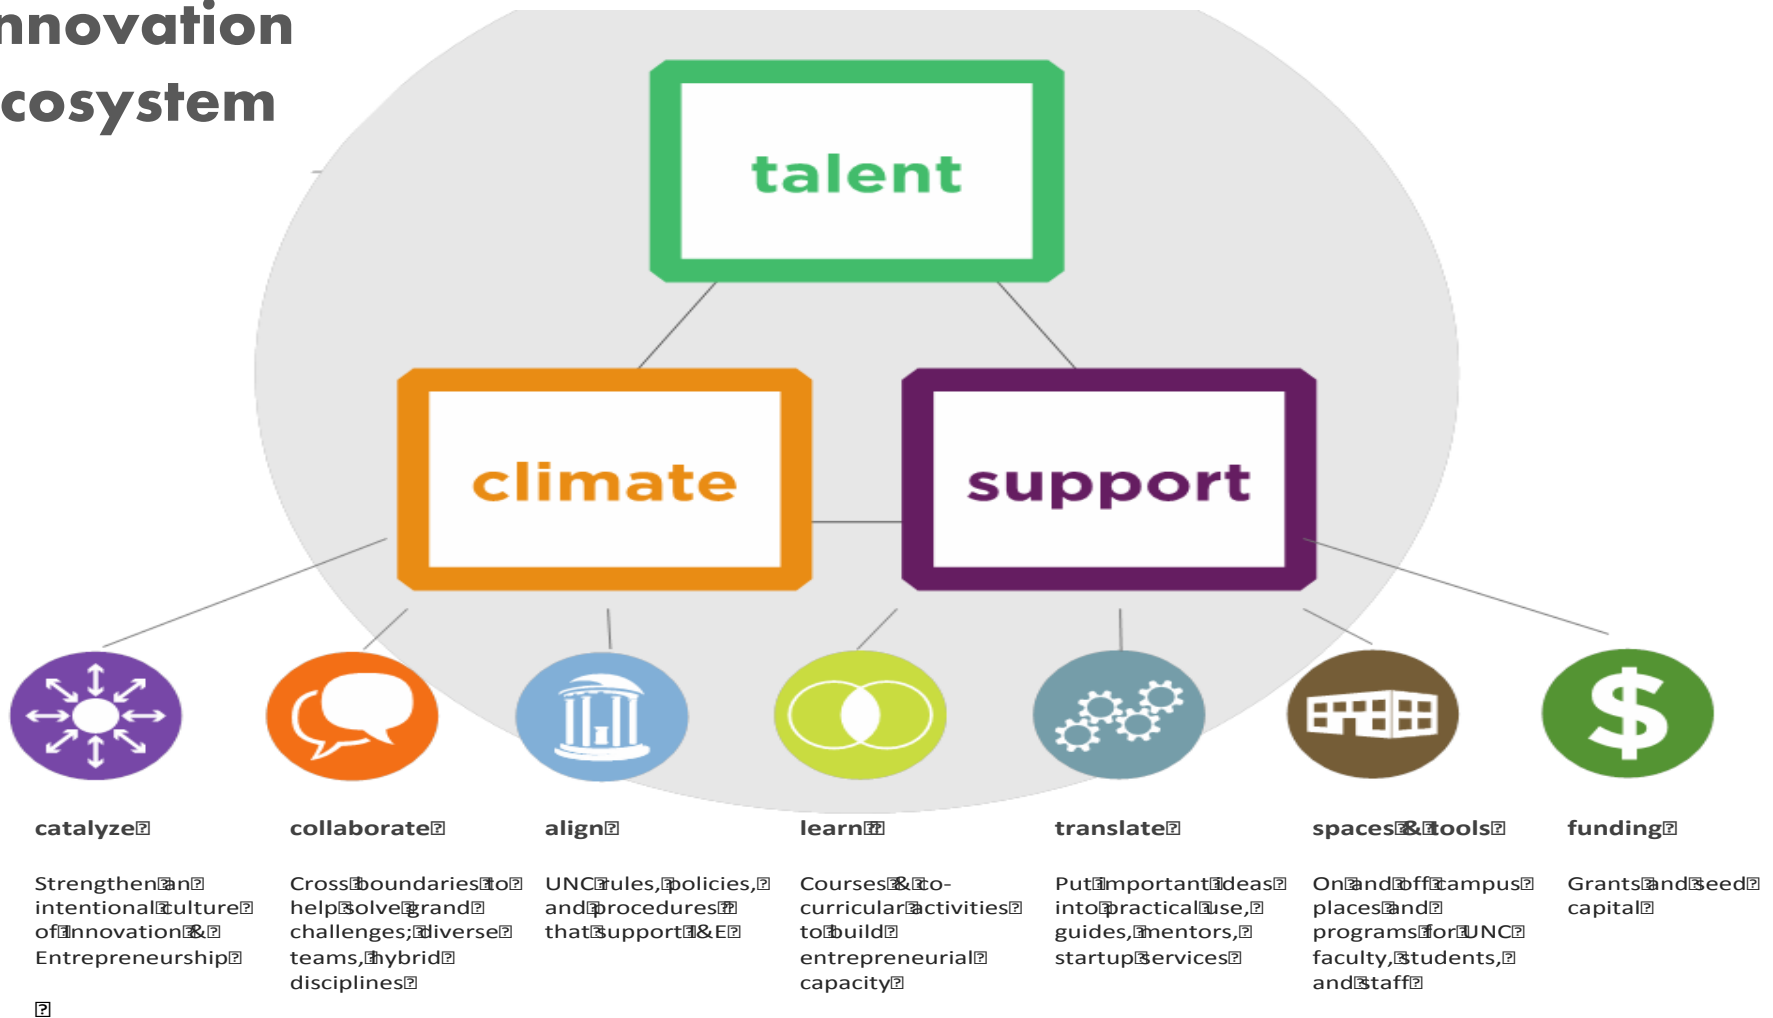 nnovation
cosystem
talent
climate
support
catalyze
Strengthen an
intentional culture
of Innovation &
Entrepreneurship
collaborate
Cross boundaries to
help solve grand
challenges; diverse
teams, hybrid
disciplines
align
UNC rules, policies,
and procedures
that support I&E
learn
Courses & co-
curricular activities
to build
entrepreneurial
capacity
translate
Put important ideas
into practical use,
guides, mentors,
startup services
spaces & tools
On and off campus
places and
programs for UNC
faculty, students,
and staff
funding
Grants and seed
capital
$